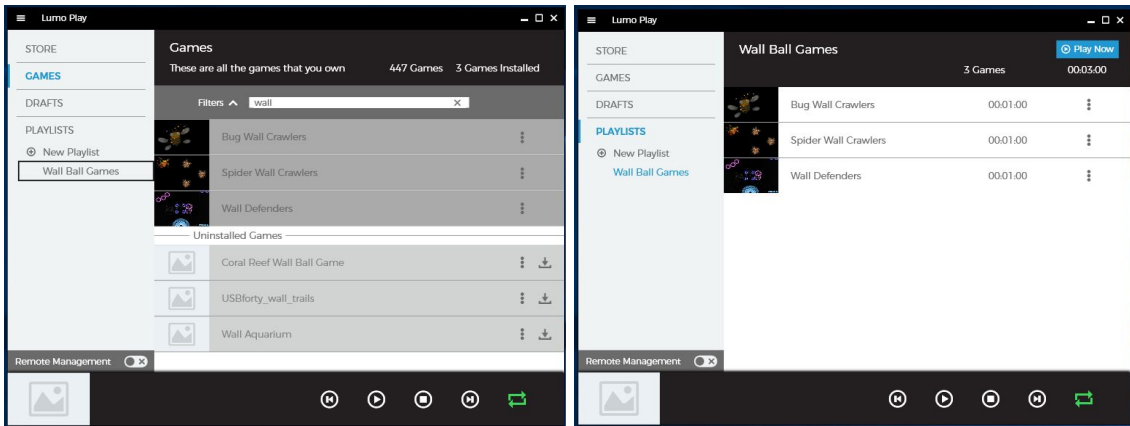 Lumo Play
STORE
GAMES
DRAFTS
PLAYLISTS
New Playlist
Wall Ball Games
Remote Management
Games
These are all the games that you own 447 Games 3 Games Installed
Filters wall
Bug Wall Crawlers
Spider Wall Crawlers
Wall Defenders
Uninstalled Games
Coral Reef Wall Ball Game
USBforty_wall_trails
Wall Aquarium
Lumo Play
STORE
GAMES
DRAFTS
PLAYLISTS
New Playlist
Wall Ball Games
Remote Management
Wall Ball Games
Play Now
3 Games 00:03:00
Bug Wall Crawlers 00:01:00
Spider Wall Crawlers 00:01:00
Wall Defenders 00:01:00